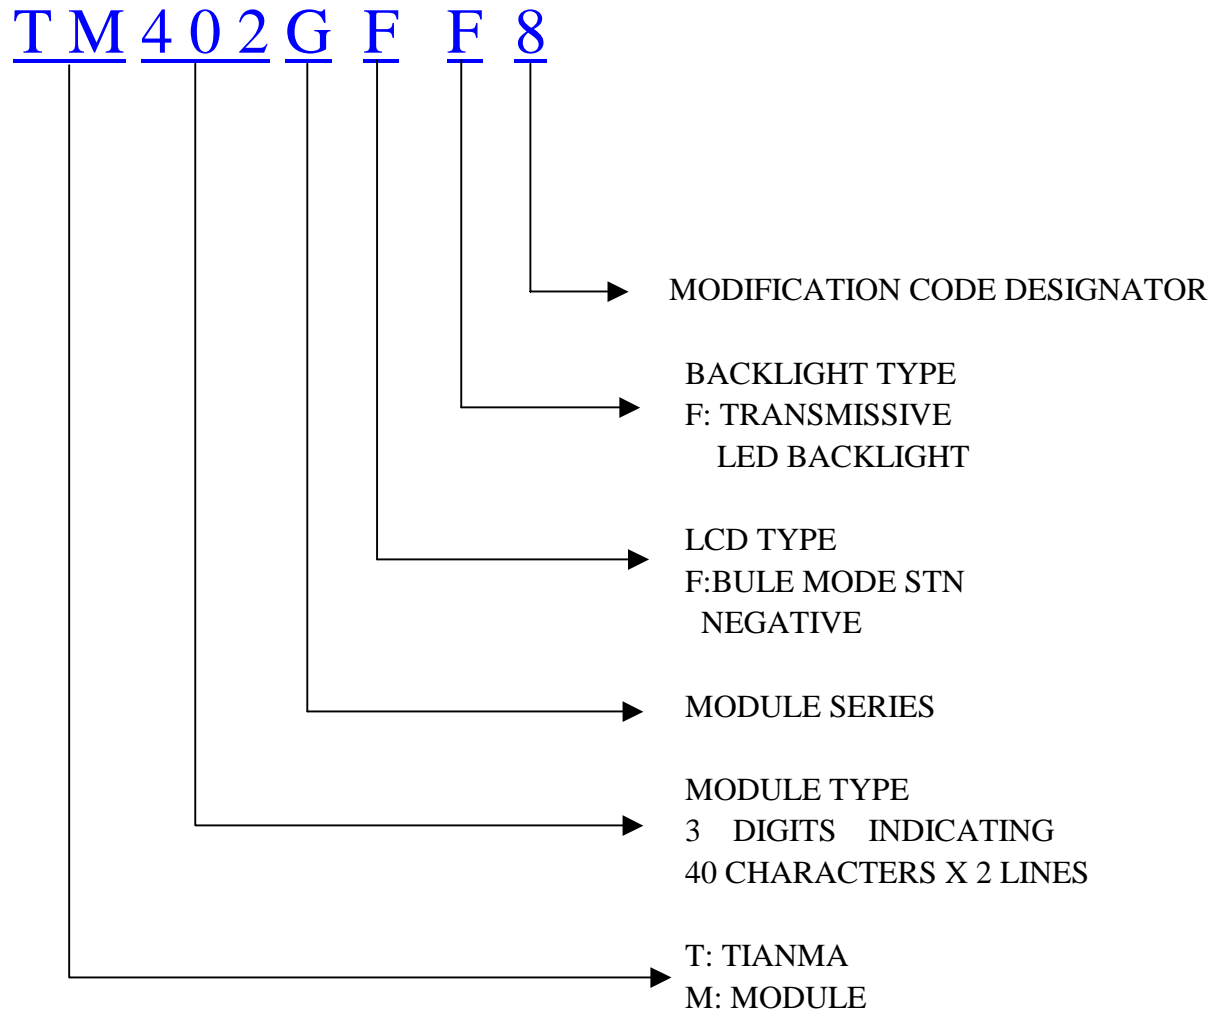 T M 4 0 2 G F F 8
MODIFICATION CODE DESIGNATOR
BACKLIGHT TYPE
F: TRANSMISSIVE
LED BACKLIGHT
LCD TYPE
F:BULE MODE STN
NEGATIVE
MODULE SERIES
MODULE TYPE
3 DIGITS INDICATING
40 CHARACTERS X 2 LINES
T: TIANMA
M: MODULE